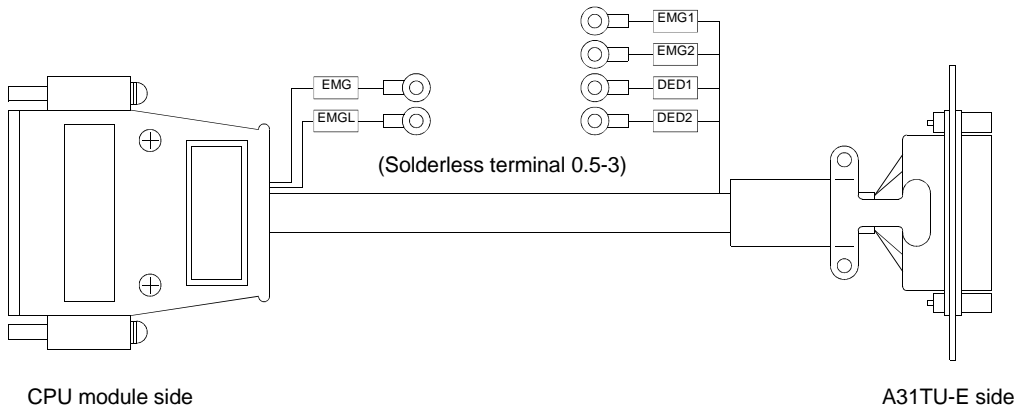 EMG1
EMG2
DED1
DED2
EMG
EMGL
(Solderless terminal 0.5-3)
CPU module side
A31TU-E side